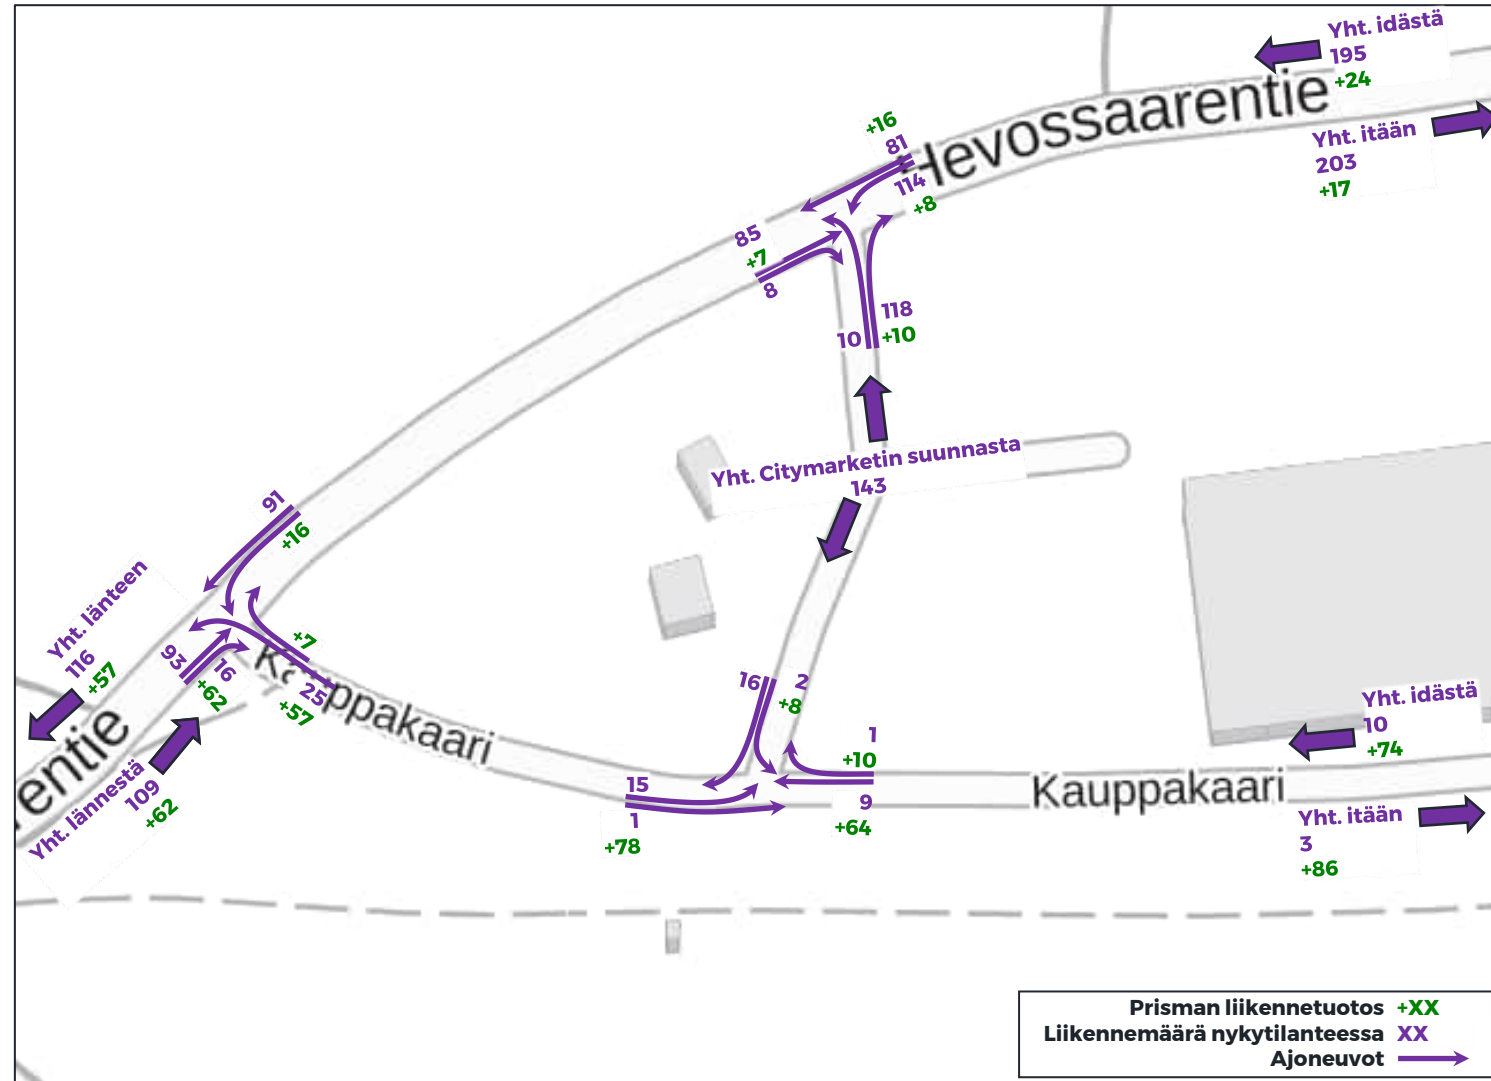 Yht. idästä
195
+24
Hevossaarentie
Yht. itään
203
+17
+16
81
114
+8
85
+7
8
118
+10
10
Yht. Citymarketin suunnasta
143
91
+16
Yht. länteen
116
+57
93
16
+62
+7
25
+57
Kauppakaari
entie
Yht. lännestä
109
+62
16
2
+8
1
+10
15
1
+78
9
+64
Kauppakaari
Yht. idästä
10
+74
Yht. itään
3
+86
Prisman liikennetuotos +XX
Liikennemäärä nykytilanteessa XX
Ajoneuvot